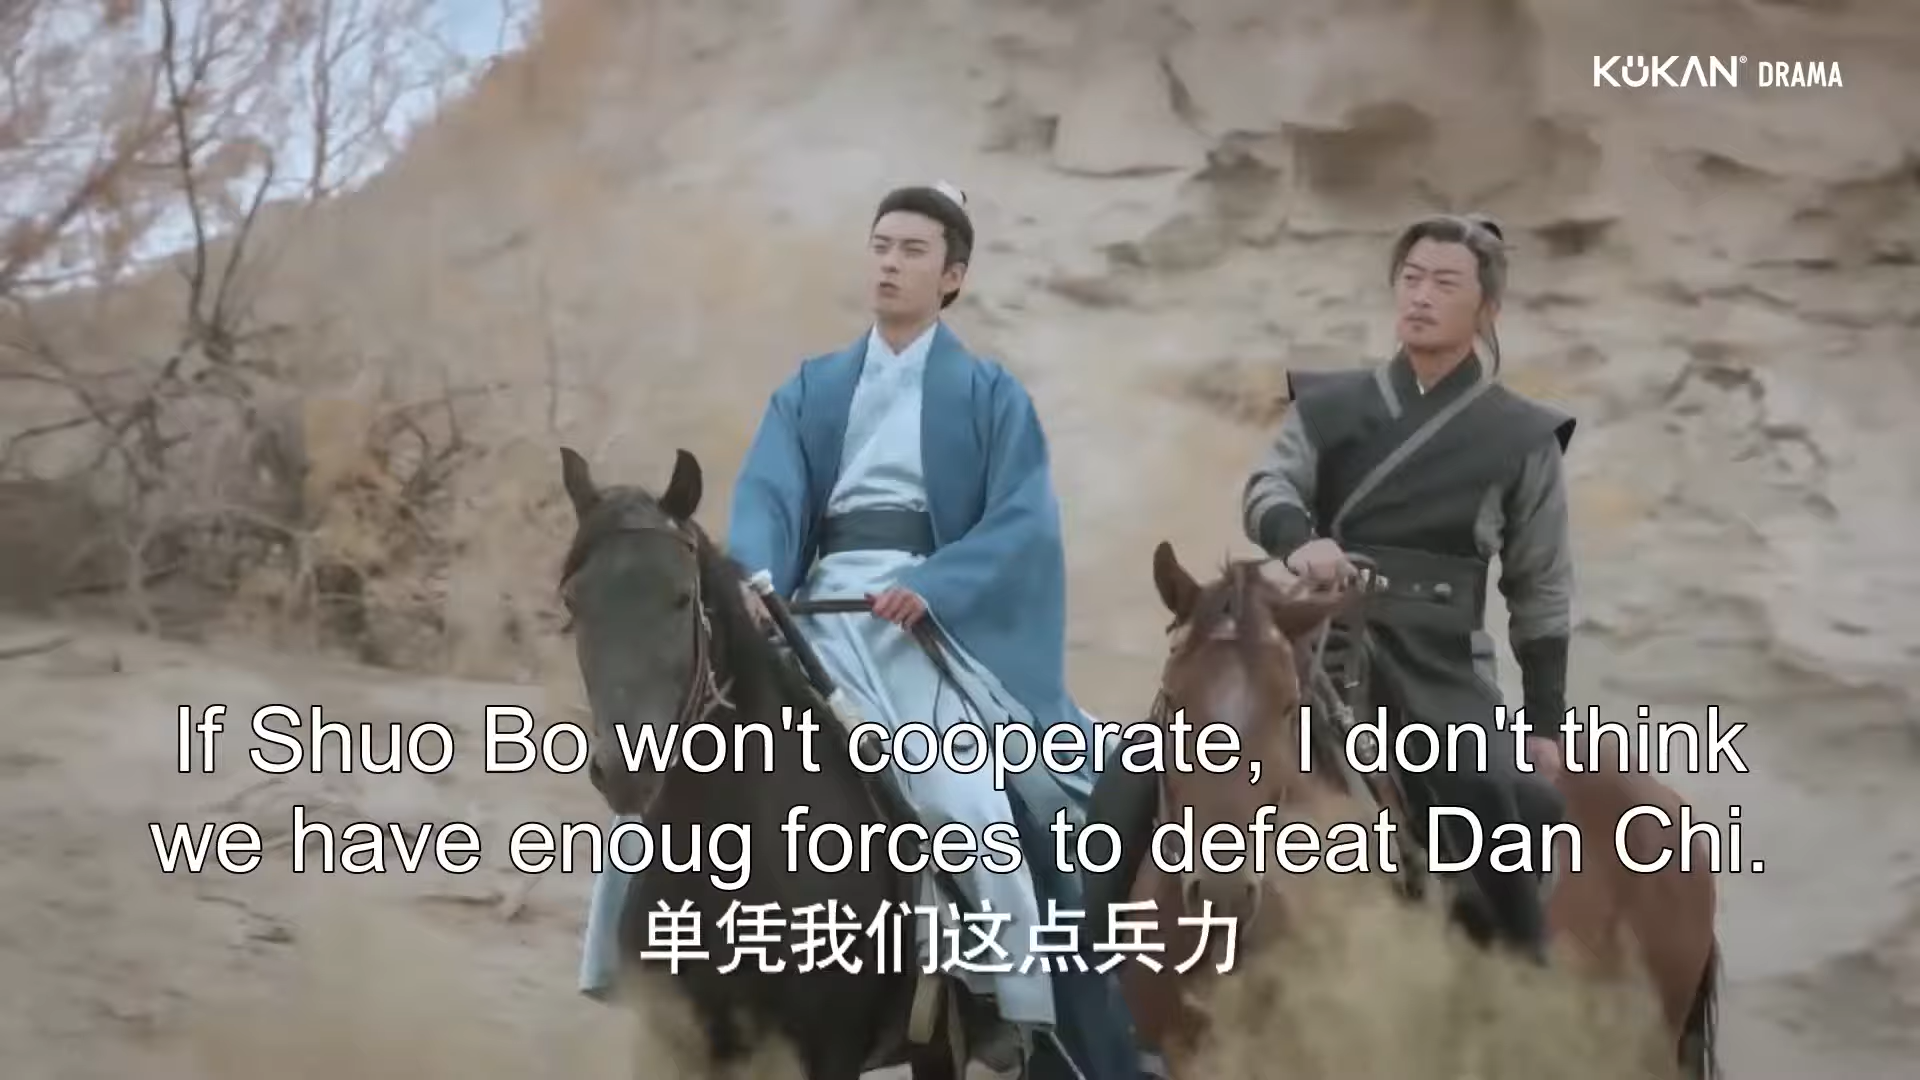 KÜKAN® DRAMA
If Shuo Bo won't cooperate, I don't think
we have enoug forces to defeat Dan Chi.
单凭我们这点兵力